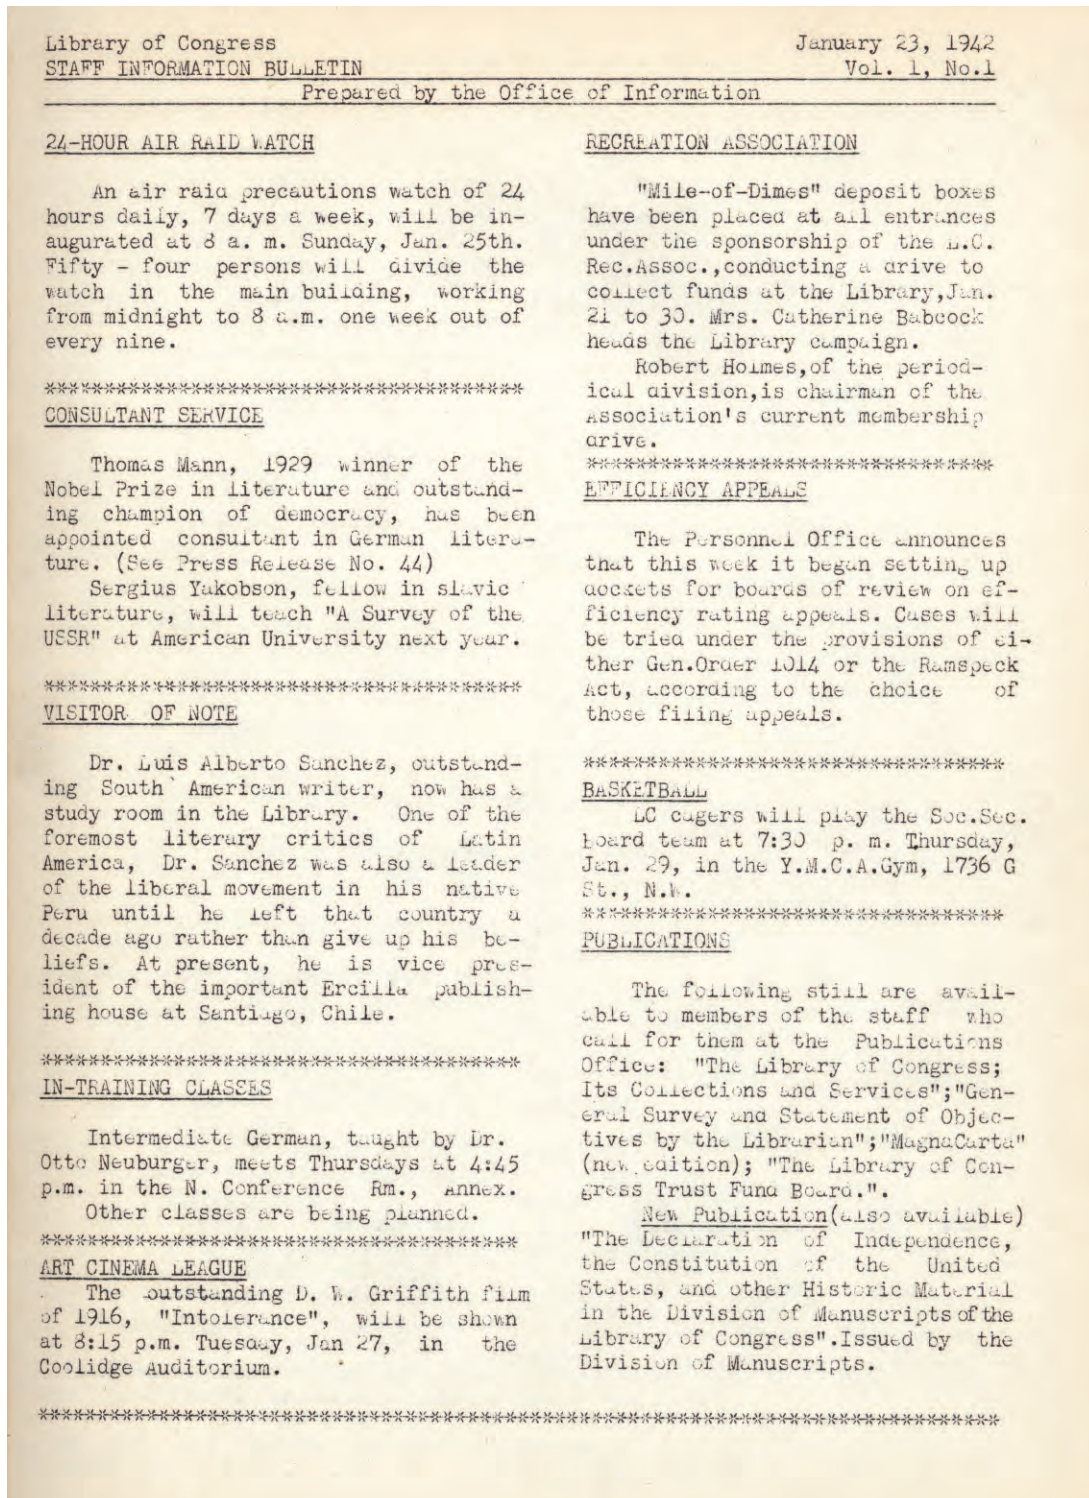 Library of Congress
January 23, 1942
STAFF INFORMATION BULLETIN
Vol. 1, No.1
Prepared by the Office of Information
24-HOUR AIR RAID WATCH
An air raid precautions watch of 24
hours daily, 7 days a week, will be in-
augurated at 8 a. m. Sunday, Jan. 25th.
Fifty - four persons will divide the
watch in the main building, working
from midnight to 8 a.m. one week out of
every nine.
****************************************
CONSULTANT SERVICE
Thomas Mann, 1929 winner of the
Nobel Prize in literature and outstand-
ing champion of democracy, has been
appointed consultant in German litera-
ture. (See Press Release No. 44)
Sergius Yakobson, fellow in slavic
literature, will teach "A Survey of the
USSR" at American University next year.
****************************************
VISITOR OF NOTE
Dr. Luis Alberto Sanchez, outstand-
ing South American writer, now has a
study room in the Library. One of the
foremost literary critics of Latin
America, Dr. Sanchez was also a leader
of the liberal movement in his native
Peru until he left that country a
decade ago rather than give up his be-
liefs. At present, he is vice pres-
ident of the important Ercilla publish-
ing house at Santiago, Chile.
****************************************
IN-TRAINING CLASSES
Intermediate German, taught by Dr.
Otto Neuburger, meets Thursdays at 4:45
p.m. in the N. Conference Rm., Annex.
Other classes are being planned.
****************************************
ART CINEMA LEAGUE
The outstanding D. W. Griffith film
of 1916, "Intolerance", will be shown
at 8:15 p.m. Tuesday, Jan 27, in the
Coolidge Auditorium.
RECREATION ASSOCIATION
"Mile-of-Dimes" deposit boxes
have been placed at all entrances
under the sponsorship of the L.C.
Rec.Assoc.,conducting a drive to
collect funds at the Library,Jan.
21 to 30. Mrs. Catherine Babcock
heads the Library campaign.
Robert Holmes,of the period-
ical division,is chairman of the
Association's current membership
drive.
**********************************
EFFICIENCY APPEALS
The Personnel Office announces
that this week it began setting up
dockets for boards of review on ef-
ficiency rating appeals. Cases will
be tried under the provisions of ei-
ther Gen.Order 1014 or the Ramspeck
Act, according to the choice of
those filing appeals.
***********************************
BASKETBALL
LC cagers will play the Soc.Sec.
board team at 7:30 p. m. Thursday,
Jan. 29, in the Y.M.C.A.Gym, 1736 G
St., N.W.
***********************************
PUBLICATIONS
The following still are avail-
able to members of the staff who
call for them at the Publications
Office: "The Library of Congress;
Its Collections and Services";"Gen-
eral Survey and Statement of Objec-
tives by the Librarian";"MagnaCarta"
(new edition); "The Library of Con-
gress Trust Fund Board.".
New Publication(also available)
"The Declaration of Independence,
the Constitution of the United
States, and other Historic Material
in the Division of Manuscripts of the
Library of Congress".Issued by the
Division of Manuscripts.
********************************************************************************